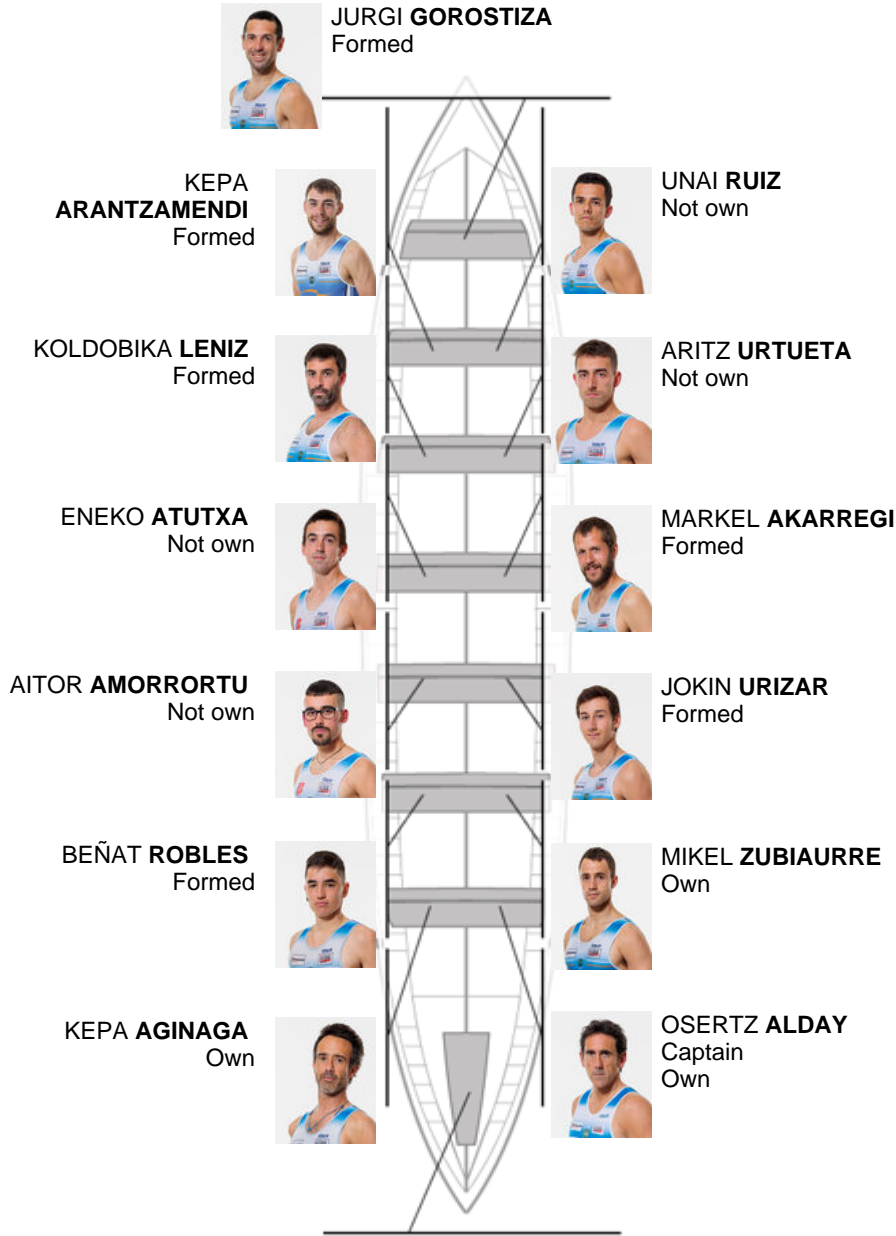 JURGI GOROSTIZA
Formed
KEPA
ARANTZAMENDI
Formed
UNAI RUIZ
Not own
KOLDOBIKA LENIZ
Formed
ARITZ URTUETA
Not own
ENEKO ATUTXA
Not own
MARKEL AKARREGI
Formed
AITOR AMORRORTU
Not own
JOKIN URIZAR
Formed
BEÑAT ROBLES
Formed
MIKEL ZUBIAURRE
Own
KEPA AGINAGA
Own
OSERTZ ALDAY
Captain
Own